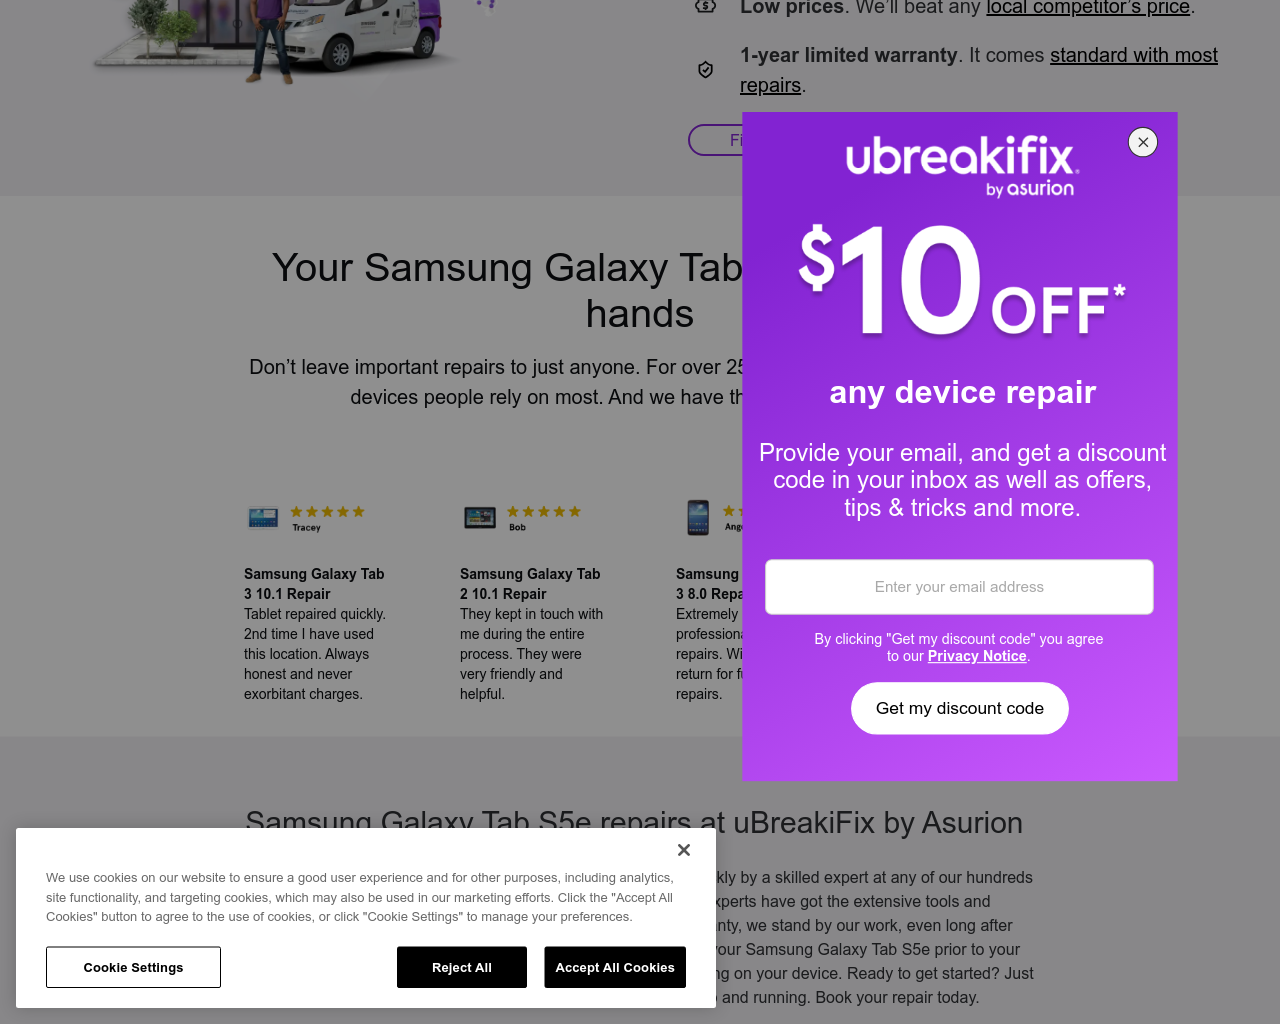 Low prices. We'll beat any local competitor's price.
1-year limited warranty. It comes standard with most
repairs.
Fi
ubreakifix
by asurion
$10 OFF*
any device repair
Provide your email, and get a discount
code in your inbox as well as offers,
tips & tricks and more.
Enter your email address
By clicking "Get my discount code" you agree
to our Privacy Notice.
Get my discount code
Your Samsung Galaxy Tab
hands
Don't leave important repairs to just anyone. For over 25
devices people rely on most. And we have th
Tracey
Samsung Galaxy Tab
3 10.1 Repair
Tablet repaired quickly.
2nd time I have used
this location. Always
honest and never
exorbitant charges.
Bob
Samsung Galaxy Tab
2 10.1 Repair
They kept in touch with
me during the entire
process. They were
very friendly and
helpful.
Ange
Samsung
3 8.0 Repa
Extremely
professiona
repairs. Wi
return for fu
repairs.
Samsung Galaxy Tab S5e repairs at uBreakiFix by Asurion
kly by a skilled expert at any of our hundreds
xperts have got the extensive tools and
nty, we stand by our work, even long after
your Samsung Galaxy Tab S5e prior to your
ng on your device. Ready to get started? Just
and running. Book your repair today.
We use cookies on our website to ensure a good user experience and for other purposes, including analytics,
site functionality, and targeting cookies, which may also be used in our marketing efforts. Click the "Accept All
Cookies" button to agree to the use of cookies, or click "Cookie Settings" to manage your preferences.
Cookie Settings
Reject All
Accept All Cookies